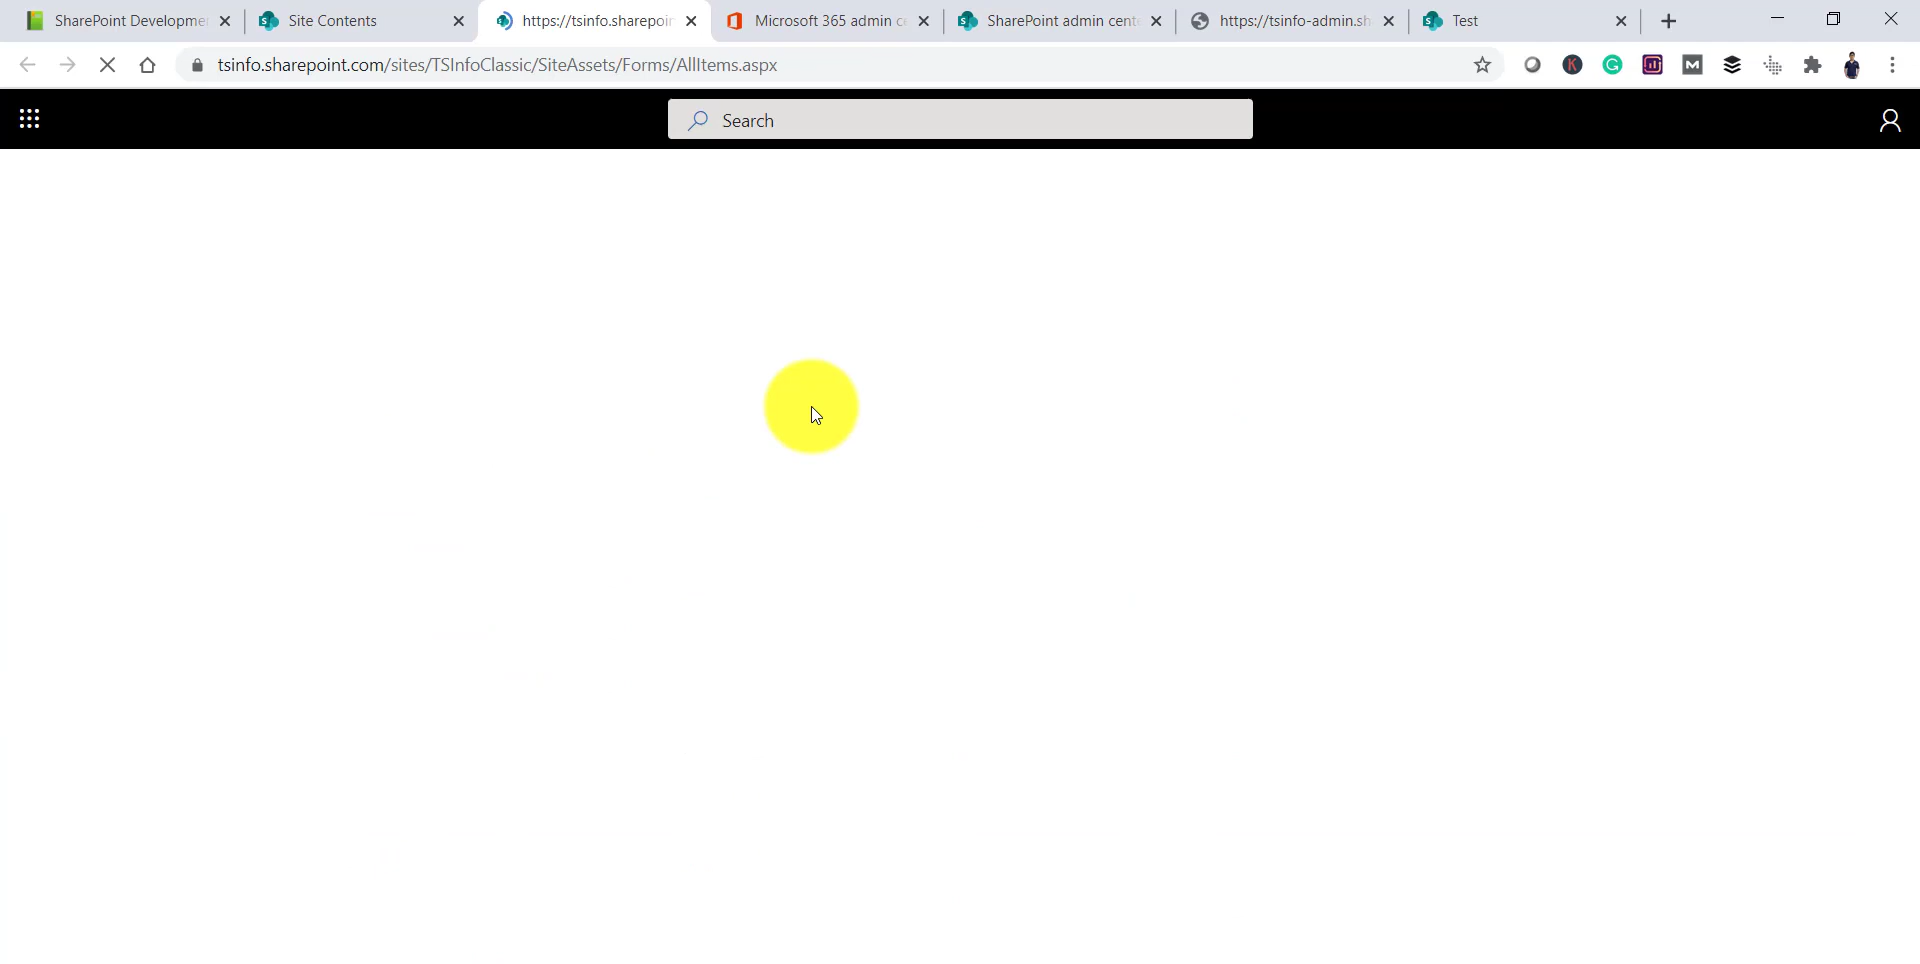 SharePoint Developme
Site Contents
https://tsinfo.sharepoin
Microsoft 365 admin c
SharePoint admin cent
https://tsinfo-admin.sh
Test
tsinfo.sharepoint.com/sites/TSInfoClassic/SiteAssets/Forms/AllItems.aspx
Search